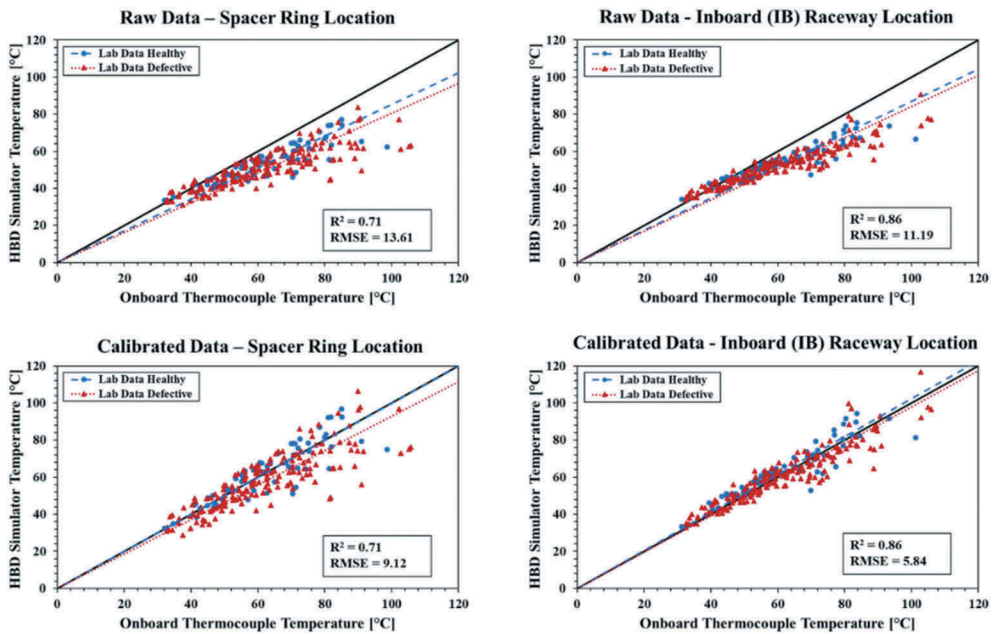 Raw Data – Spacer Ring Location
HBD Simulator Temperature [°C]
120
100
80
60
40
20
0
Lab Data Healthy
Lab Data Defective
R² = 0.71
RMSE = 13.61
0 20 40 60 80 100 120
Onboard Thermocouple Temperature [°C]
Raw Data - Inboard (IB) Raceway Location
HBD Simulator Temperature [°C]
120
100
80
60
40
20
0
Lab Data Healthy
Lab Data Defective
R² = 0.86
RMSE = 11.19
0 20 40 60 80 100 120
Onboard Thermocouple Temperature [°C]
Calibrated Data – Spacer Ring Location
HBD Simulator Temperature [°C]
120
100
80
60
40
20
0
Lab Data Healthy
Lab Data Defective
R² = 0.71
RMSE = 9.12
0 20 40 60 80 100 120
Onboard Thermocouple Temperature [°C]
Calibrated Data - Inboard (IB) Raceway Location
HBD Simulator Temperature [°C]
120
100
80
60
40
20
0
Lab Data Healthy
Lab Data Defective
R² = 0.86
RMSE = 5.84
0 20 40 60 80 100 120
Onboard Thermocouple Temperature [°C]